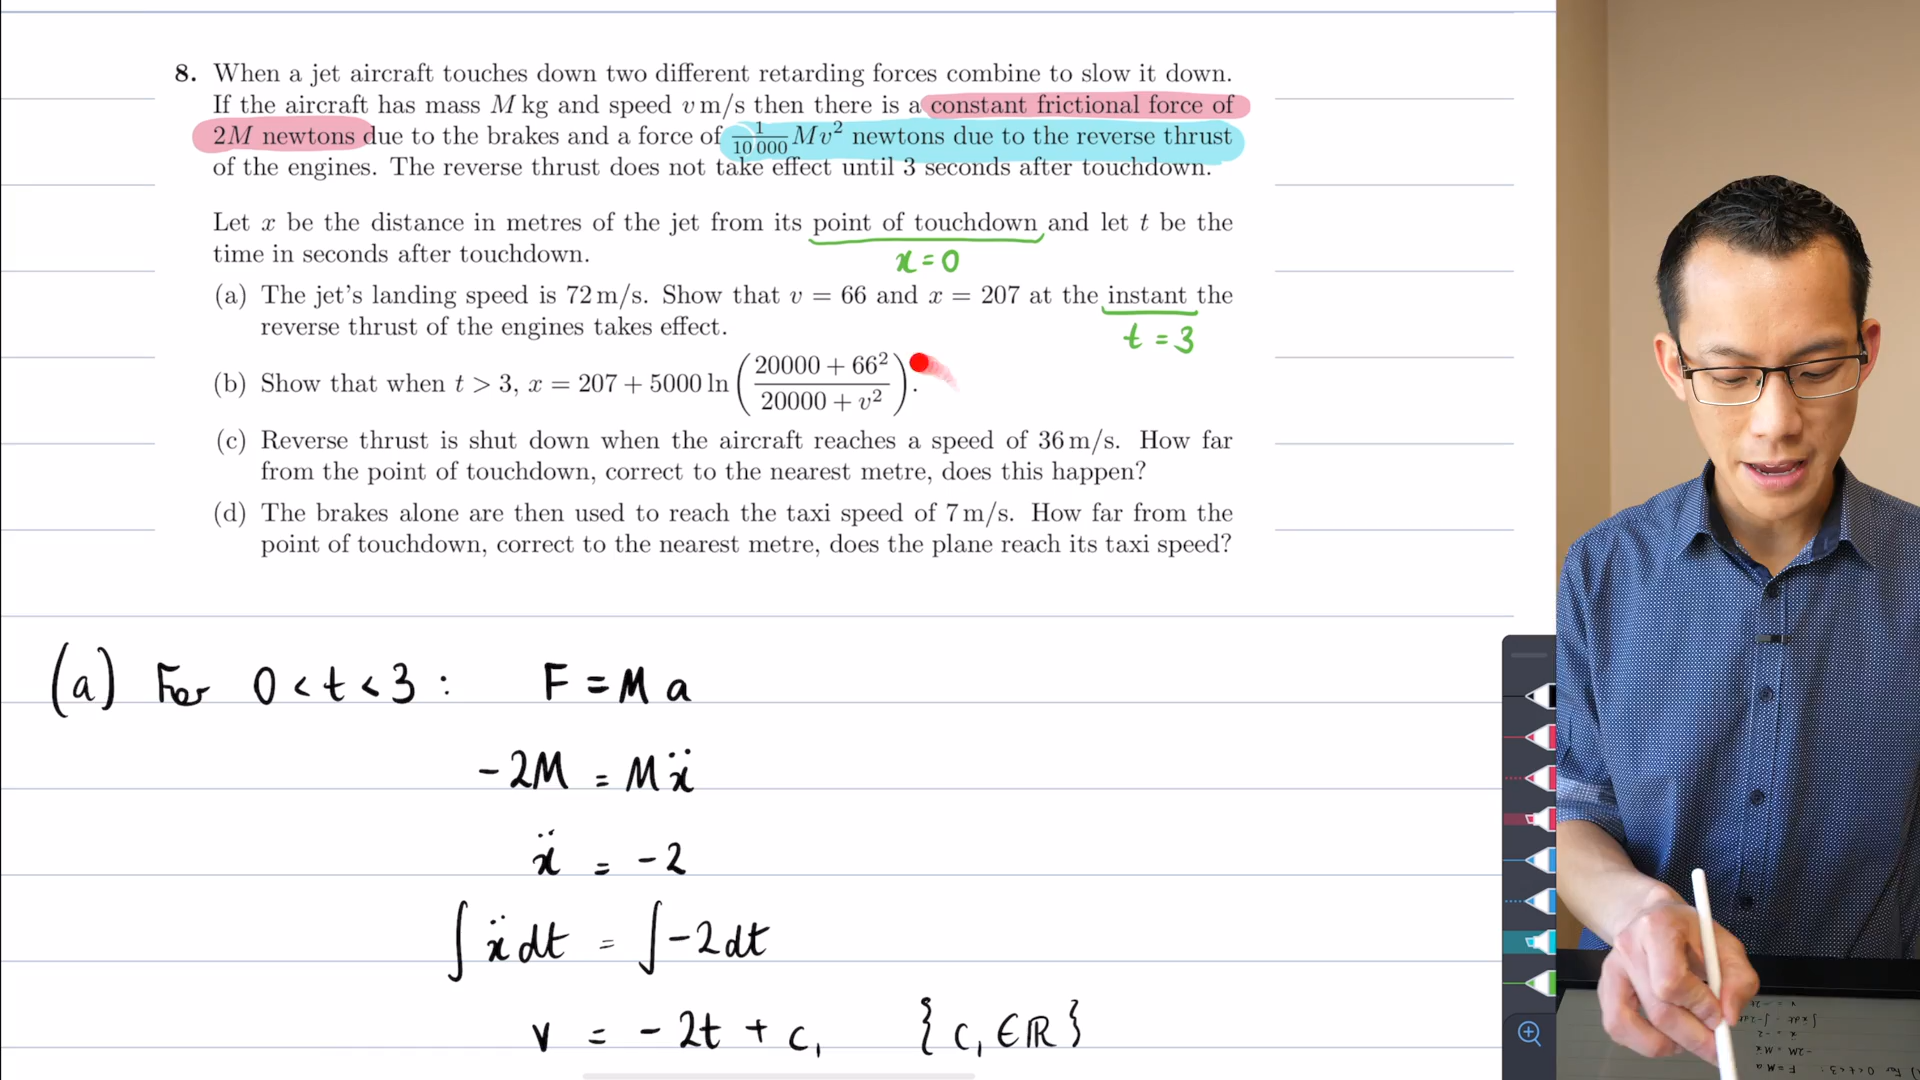 8. When a jet aircraft touches down two different retarding forces combine to slow it down.
If the aircraft has mass M kg and speed v m/s then there is a constant frictional force of
2M newtons due to the brakes and a force of 1/10 000 Mv² newtons due to the reverse thrust
of the engines. The reverse thrust does not take effect until 3 seconds after touchdown.
Let x be the distance in metres of the jet from its point of touchdown and let t be the
time in seconds after touchdown.
x = 0
(a) The jet's landing speed is 72 m/s. Show that v = 66 and x = 207 at the instant the
reverse thrust of the engines takes effect.
t = 3
(b) Show that when t > 3, x = 207 + 5000 ln ( (20000 + 66²) / (20000 + v²) ).
(c) Reverse thrust is shut down when the aircraft reaches a speed of 36 m/s. How far
from the point of touchdown, correct to the nearest metre, does this happen?
(d) The brakes alone are then used to reach the taxi speed of 7 m/s. How far from the
point of touchdown, correct to the nearest metre, does the plane reach its taxi speed?
(a) For 0 < t < 3 : F = Ma
-2M = Mẍ
ẍ = -2
∫ ẍ dt = ∫ -2 dt
v = -2t + c₁ {c₁ ∈ ℝ}